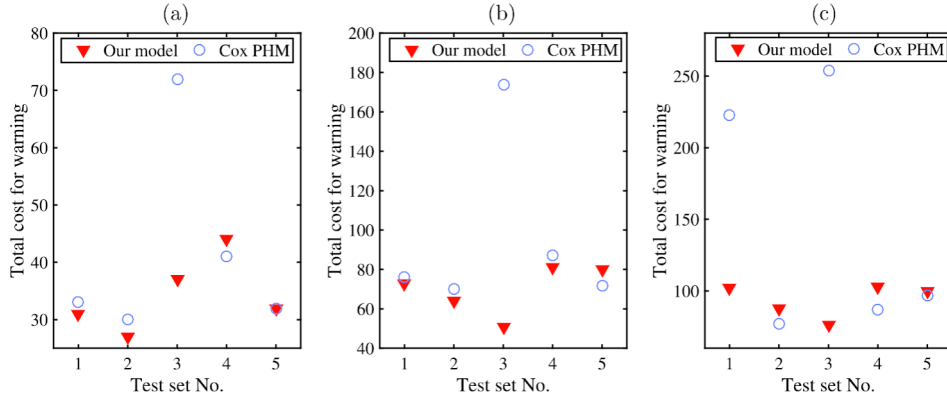 (a)
80
70
60
50
40
30
1 2 3 4 5
Total cost for warning
Test set No.
Our model Cox PHM
(b)
200
180
160
140
120
100
80
60
40
1 2 3 4 5
Total cost for warning
Test set No.
Our model Cox PHM
(c)
250
200
150
100
1 2 3 4 5
Total cost for warning
Test set No.
Our model Cox PHM